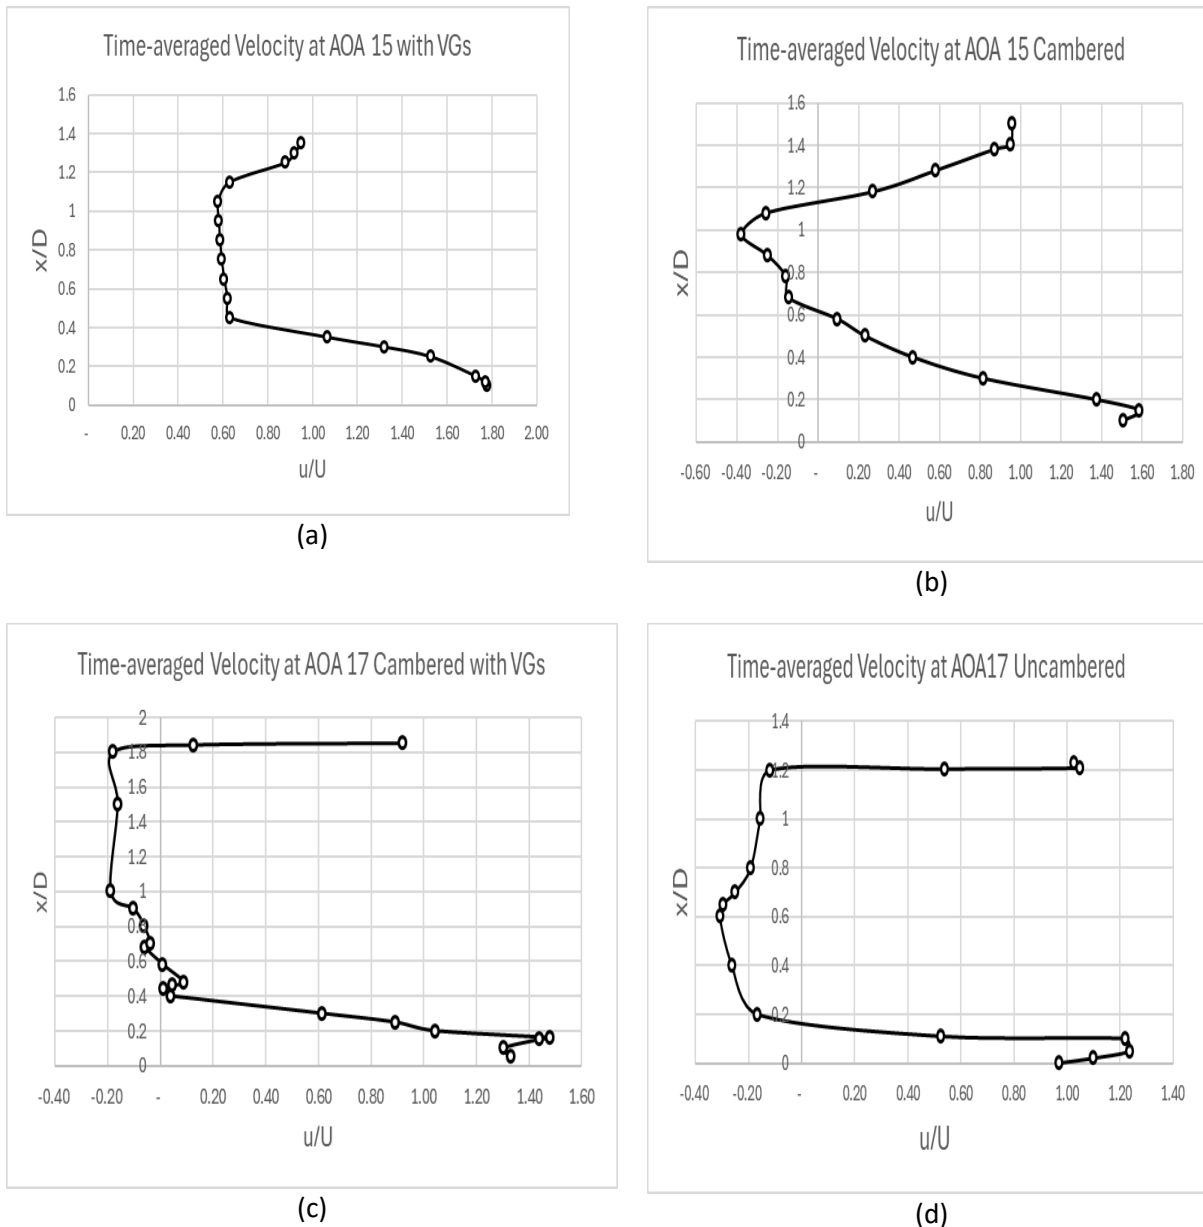 Time-averaged Velocity at AOA 15 with VGs
1.6
1.4
1.2
1
0.8
0.6
0.4
0.2
0
x/D
- 0.20 0.40 0.60 0.80 1.00 1.20 1.40 1.60 1.80 2.00
u/U
(a)
Time-averaged Velocity at AOA 15 Cambered
1.6
1.4
1.2
1
0.8
0.6
0.4
0.2
0
x/D
-0.60 -0.40 -0.20 - 0.20 0.40 0.60 0.80 1.00 1.20 1.40 1.60 1.80
u/U
(b)
Time-averaged Velocity at AOA 17 Cambered with VGs
2
1.8
1.6
1.4
1.2
1
0.8
0.6
0.4
0.2
0
x/D
-0.40 -0.20 - 0.20 0.40 0.60 0.80 1.00 1.20 1.40 1.60
u/U
(c)
Time-averaged Velocity at AOA17 Uncambered
1.4
1.2
1
0.8
0.6
0.4
0.2
0
x/D
-0.40 -0.20 - 0.20 0.40 0.60 0.80 1.00 1.20 1.40
u/U
(d)